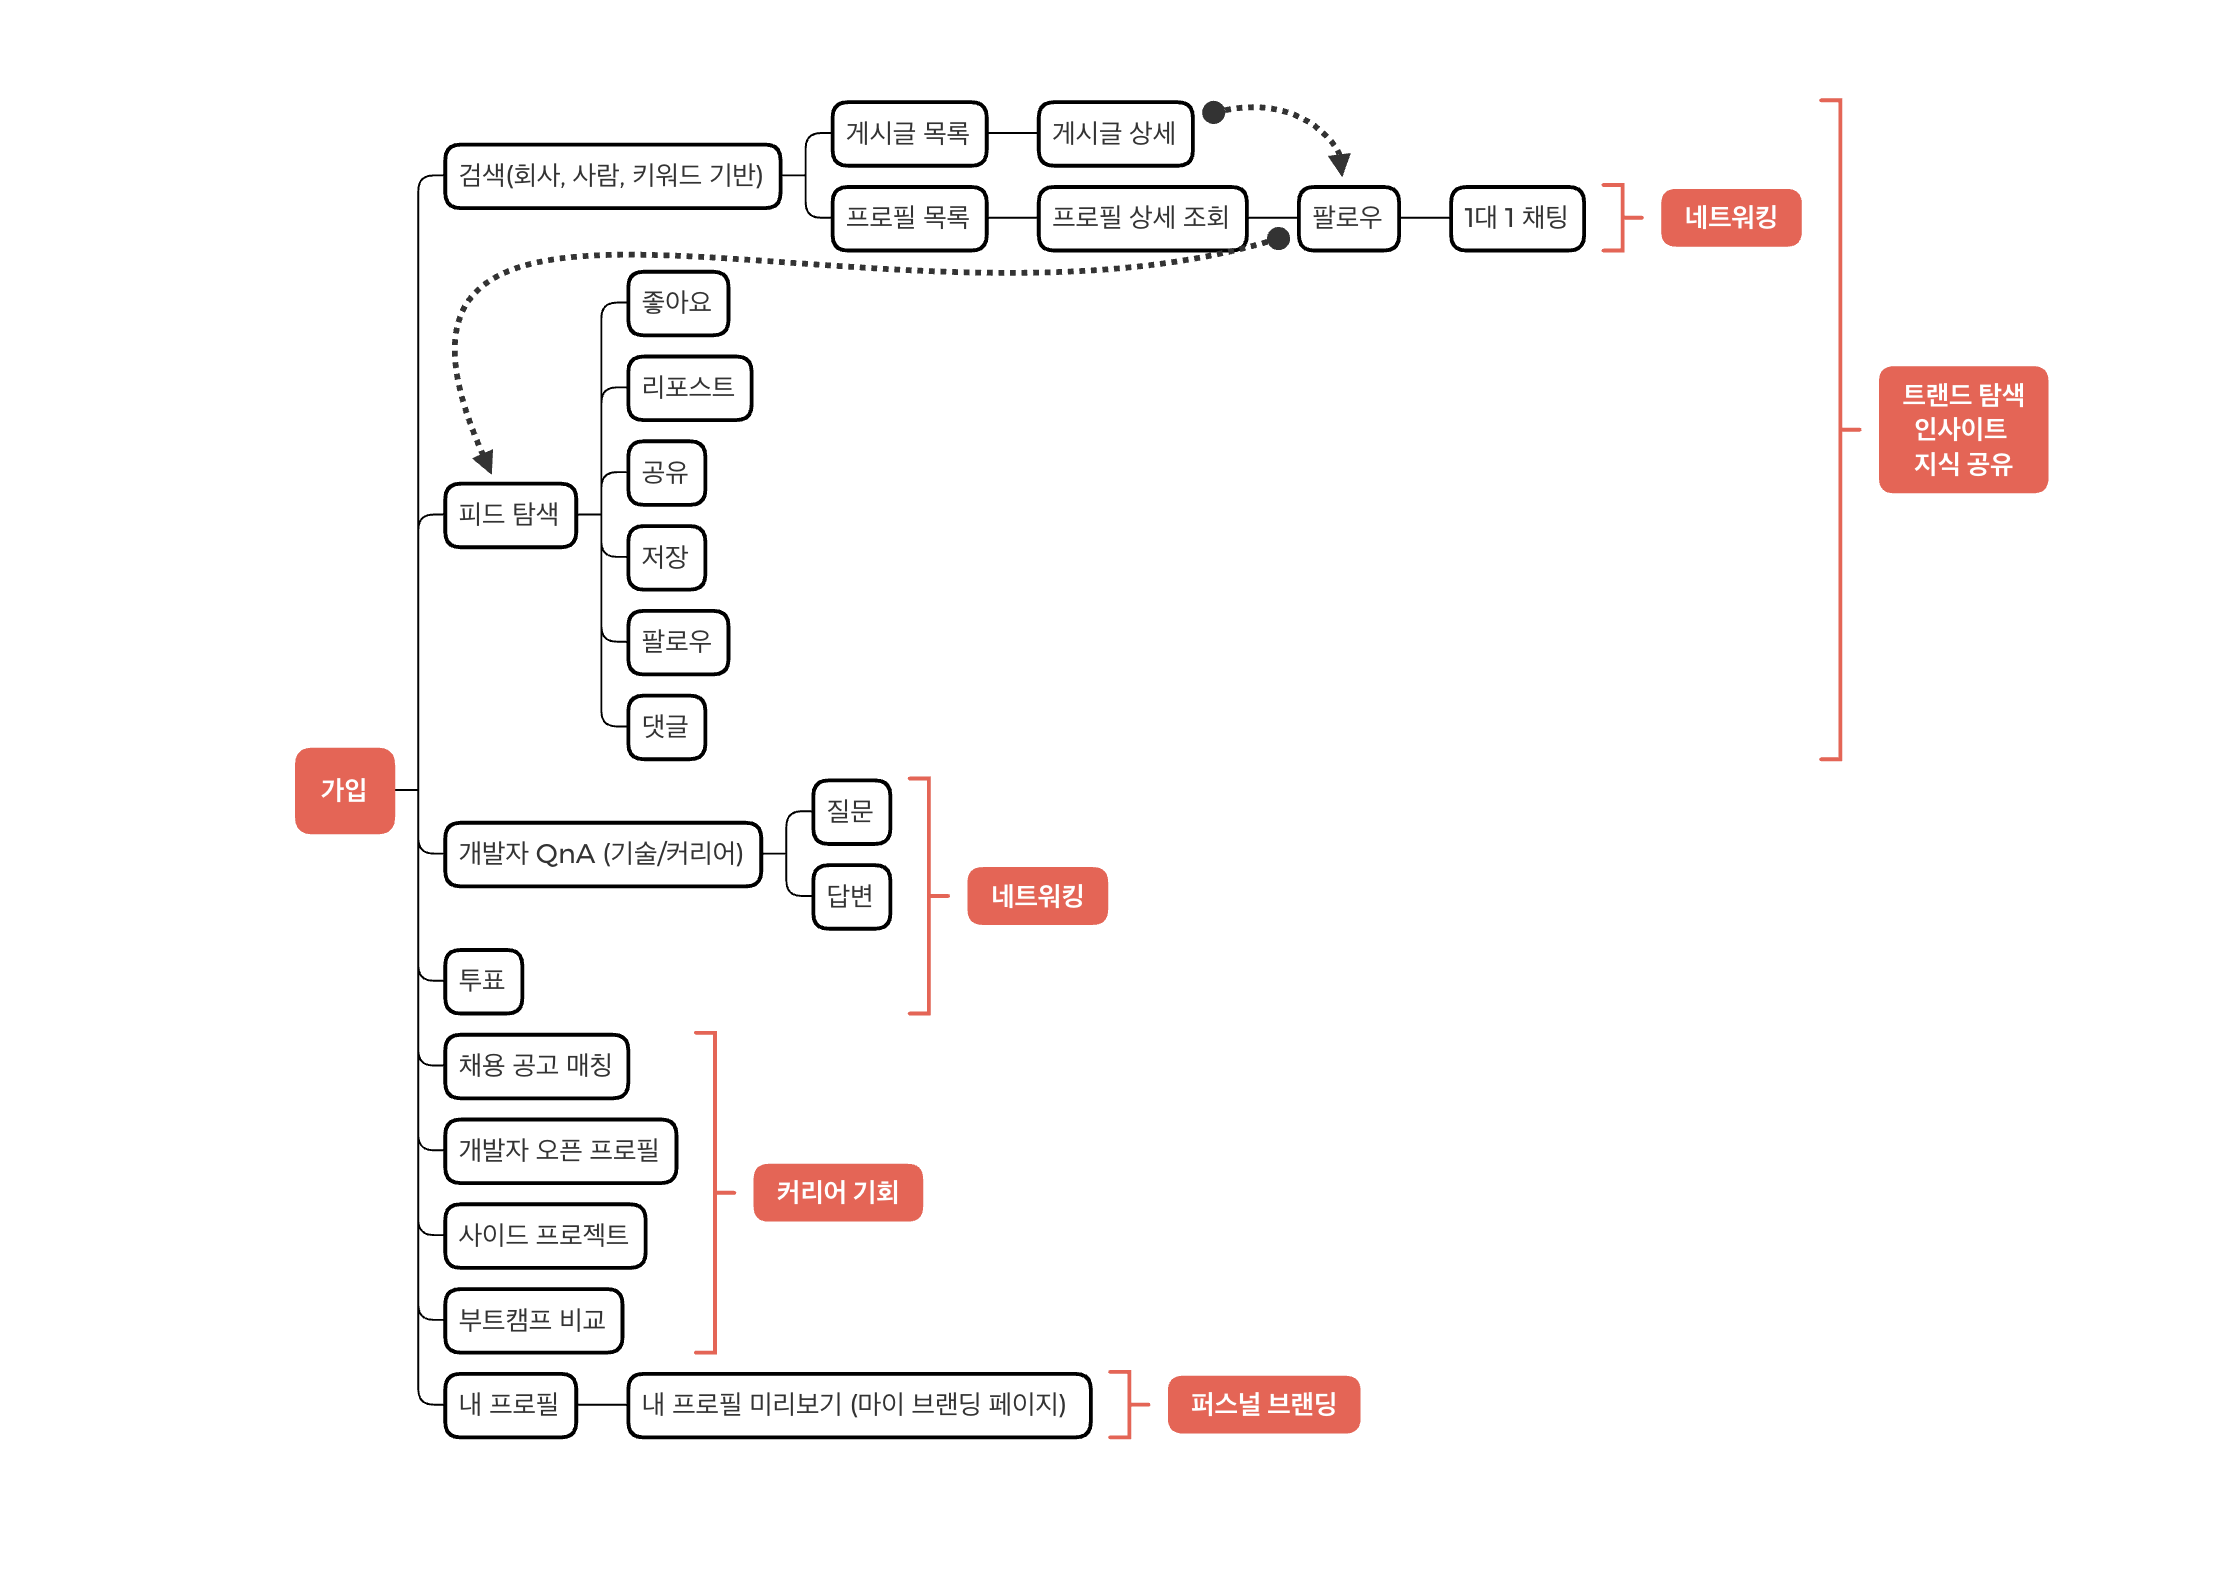 게시글 목록
게시글 상세
검색(회사, 사람, 키워드 기반)
프로필 목록
프로필 상세 조회
팔로우
1대 1 채팅
네트워킹
좋아요
리포스트
공유
저장
팔로우
댓글
피드 탐색
트랜드 탐색
인사이트
지식 공유
가입
질문
개발자 QnA (기술/커리어)
답변
네트워킹
투표
채용 공고 매칭
개발자 오픈 프로필
사이드 프로젝트
부트캠프 비교
커리어 기회
내 프로필
내 프로필 미리보기 (마이 브랜딩 페이지)
퍼스널 브랜딩